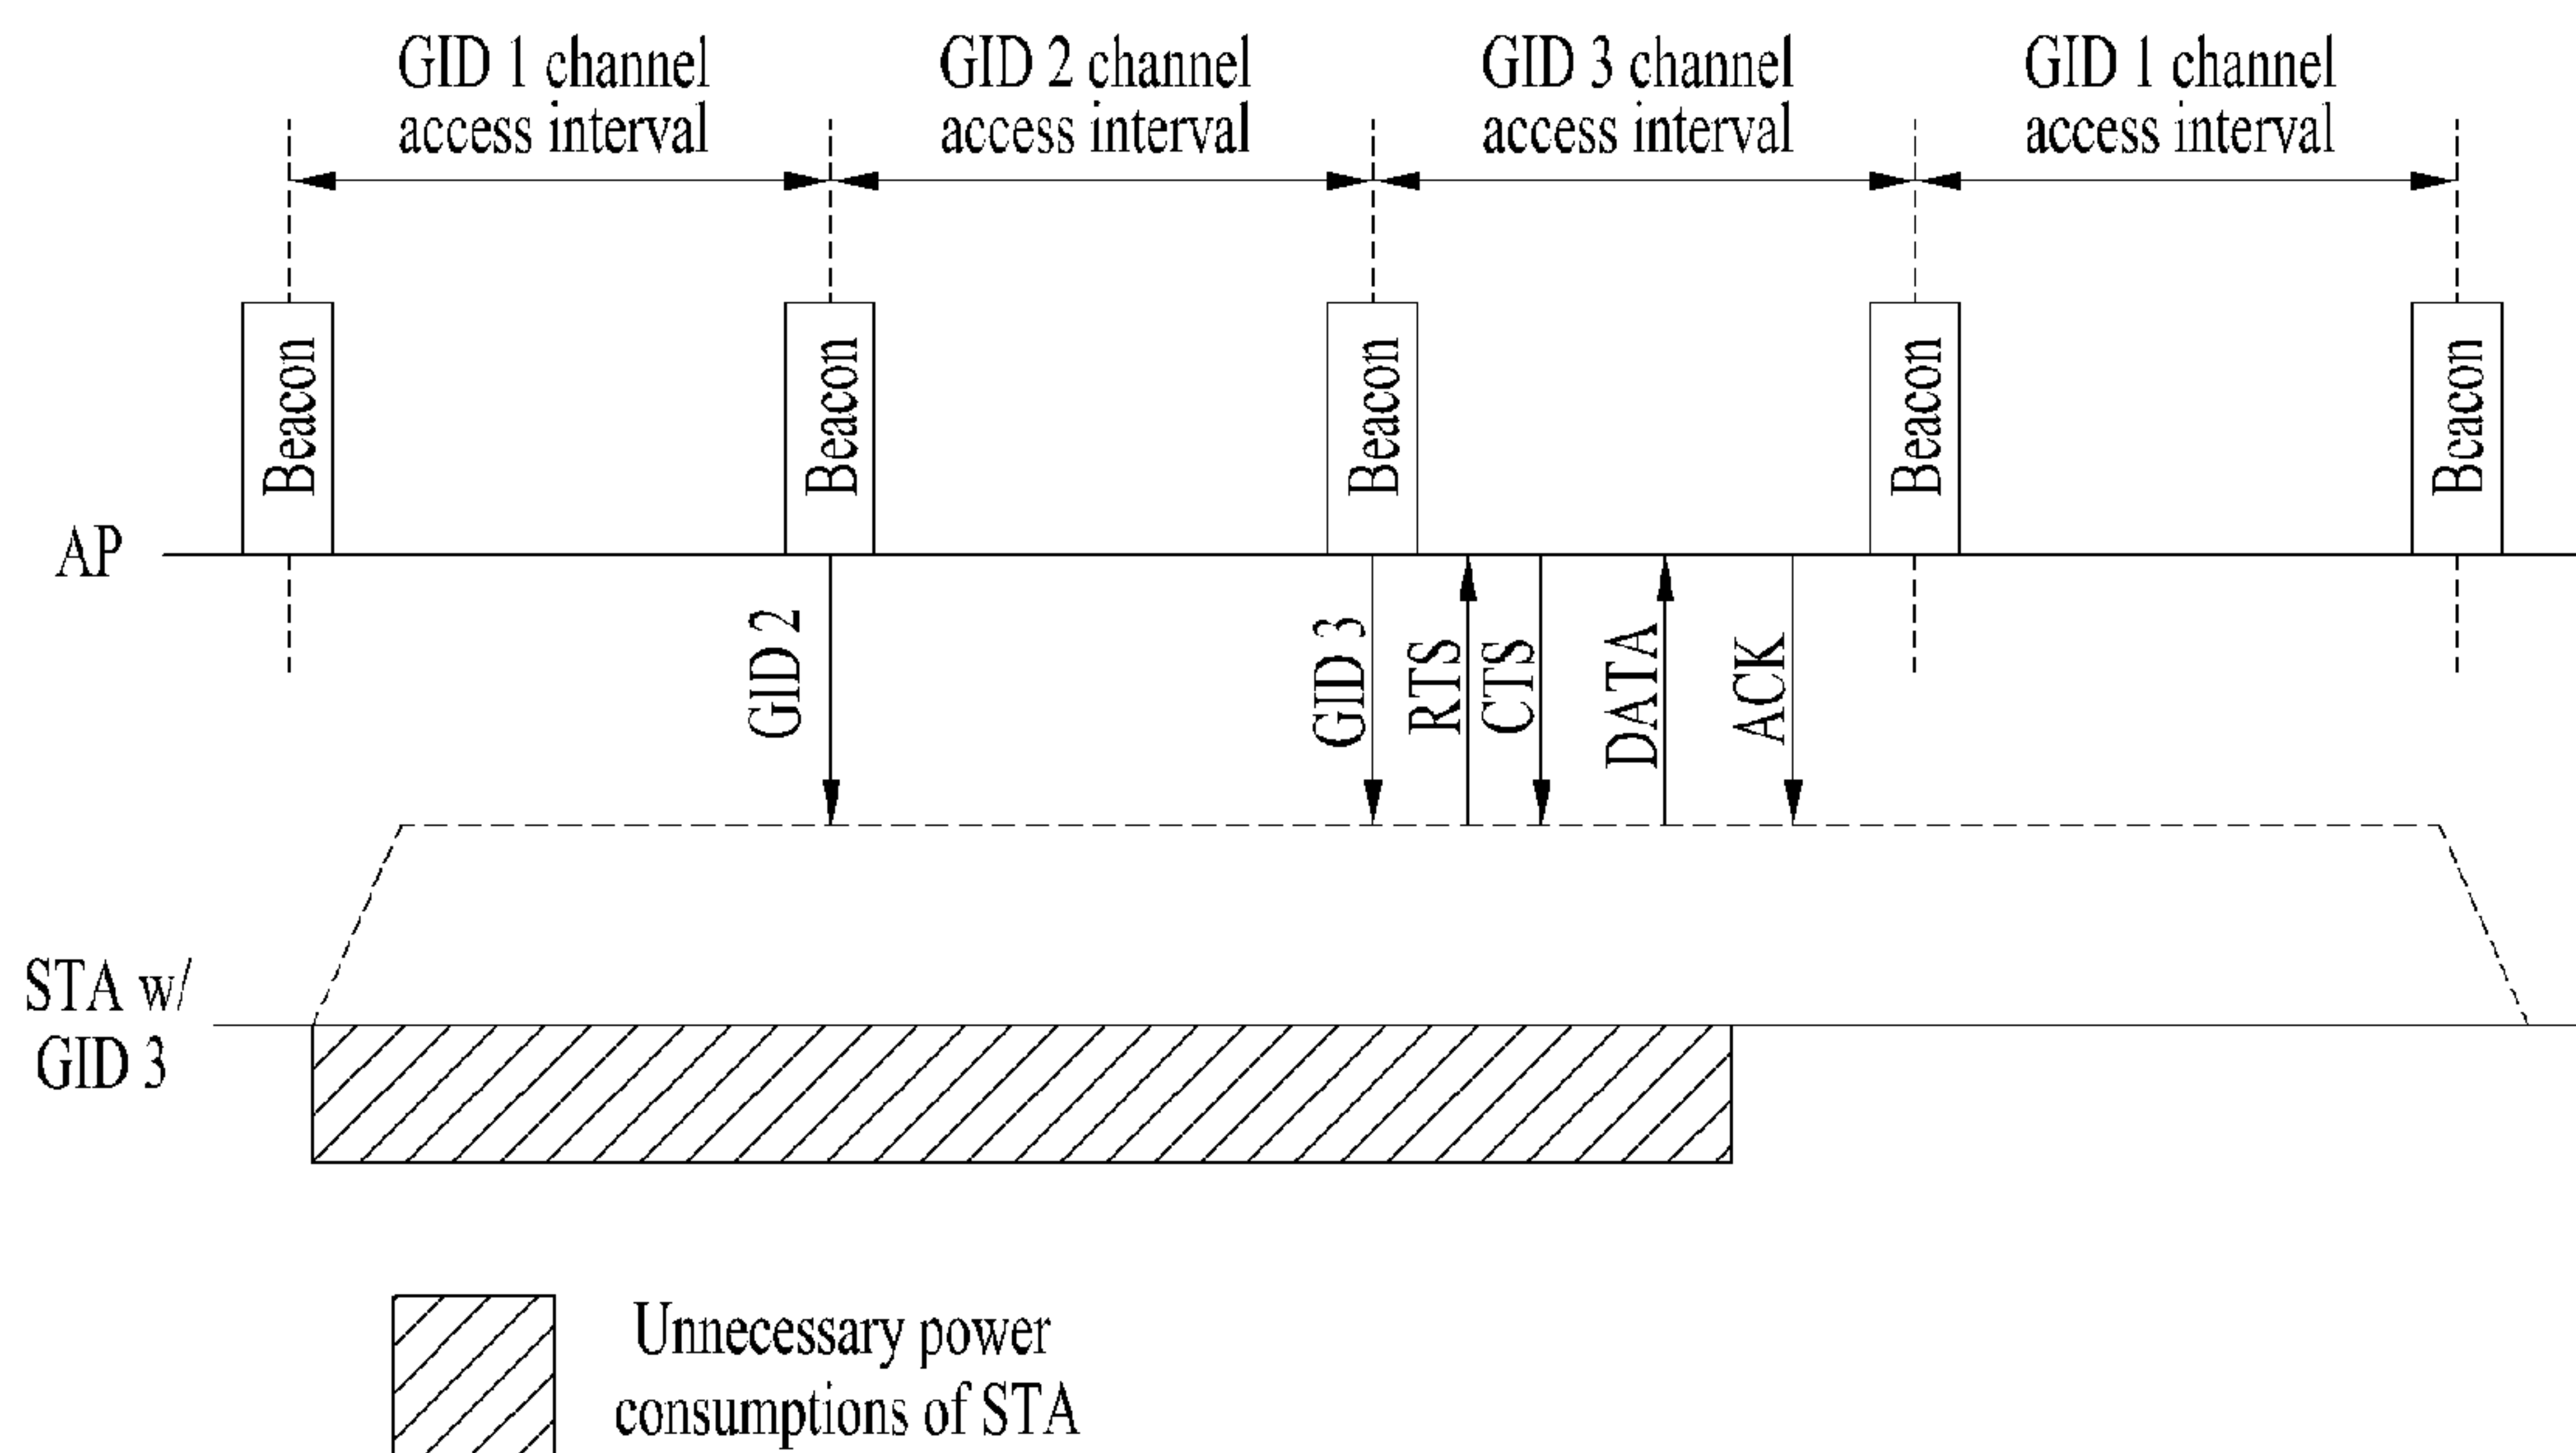 GID 1 channel
access interval
GID 2 channel
access interval
GID 3 channel
access interval
GID 1 channel
access interval
Beacon
Beacon
Beacon
Beacon
Beacon
AP
GID 2
GID 3
RTS
CTS
DATA
ACK
STA w/
GID 3
Unnecessary power
consumptions of STA